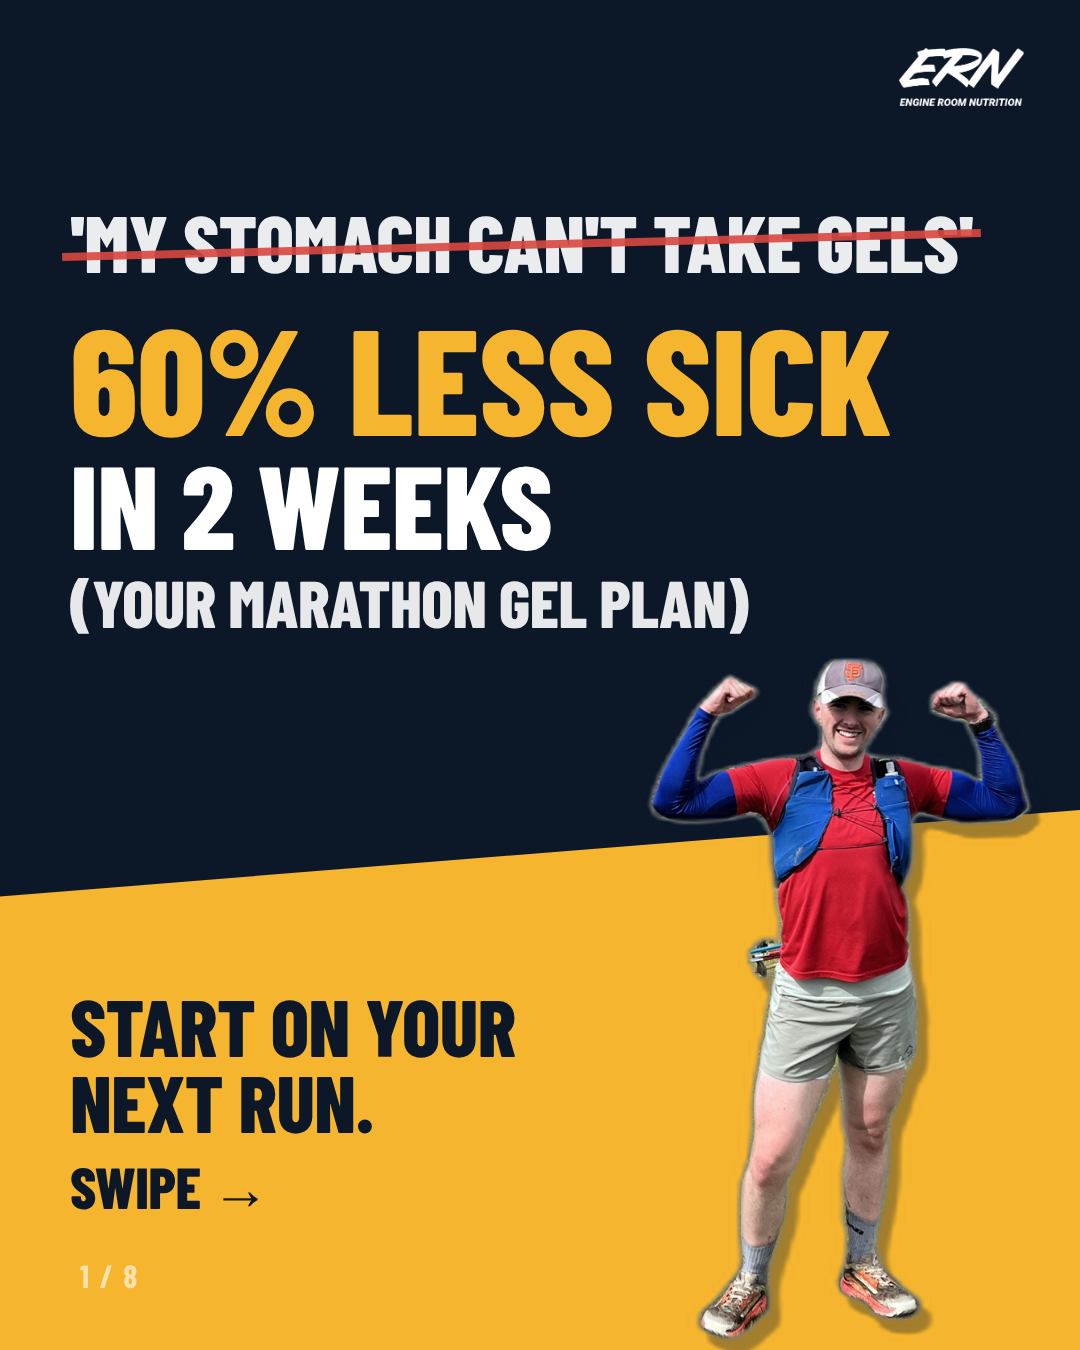 ERN
ENGINE ROOM NUTRITION
'MY STOMACH CAN'T TAKE GELS'
60% LESS SICK
IN 2 WEEKS
(YOUR MARATHON GEL PLAN)
SF
START ON YOUR
NEXT RUN.
SWIPE →
1 / 8